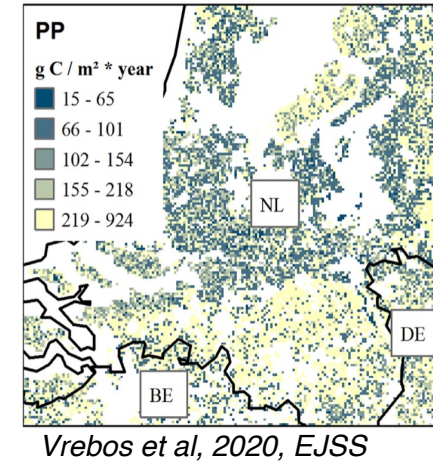 PP
g C / m² * year
15 - 65
66 - 101
102 - 154
155 - 218
219 - 924
NL
DE
BE
Vrebos et al, 2020, EJSS